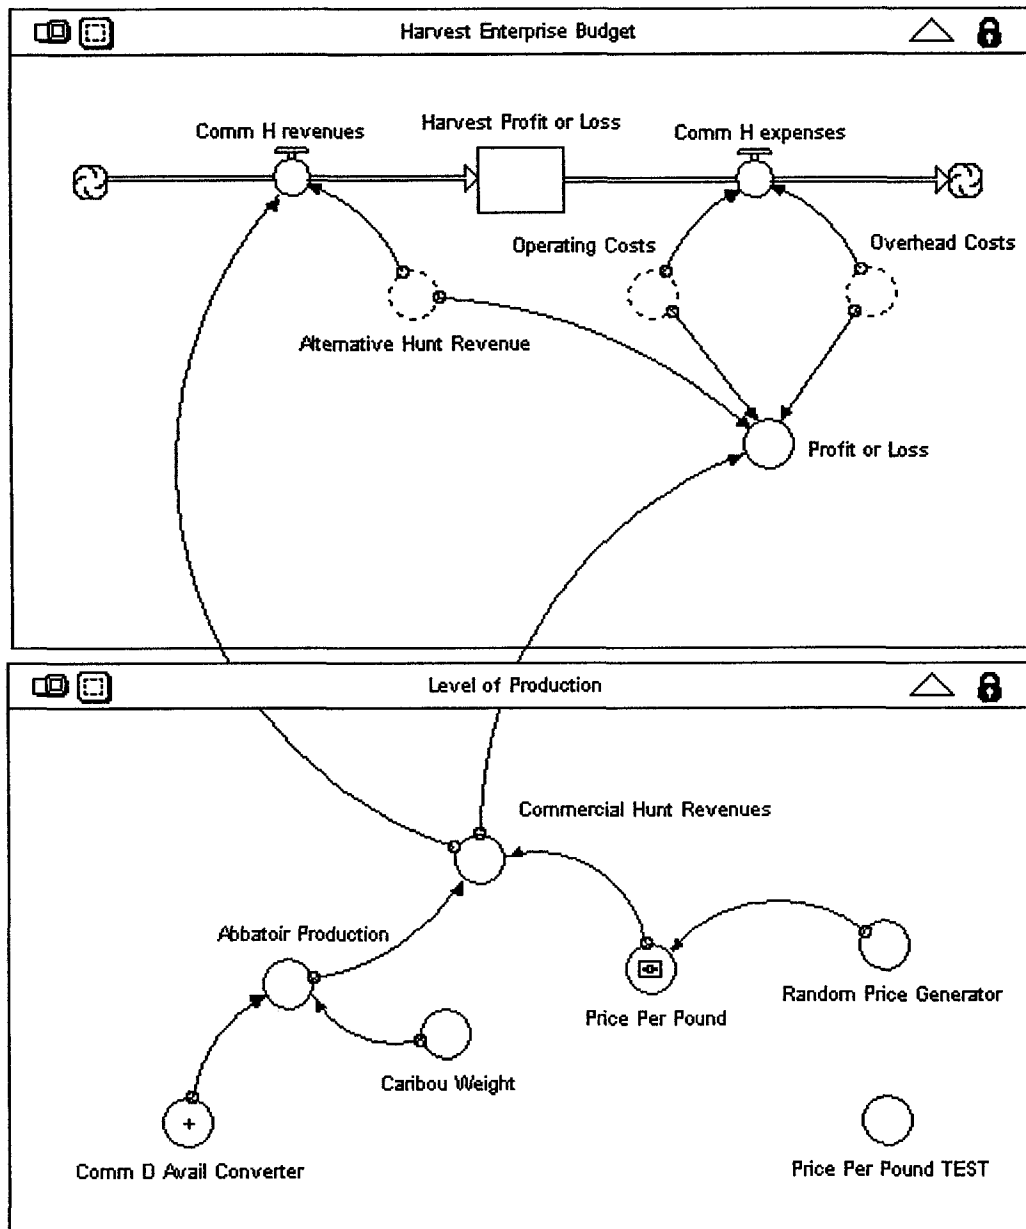 Harvest Enterprise Budget
Comm H revenues
Harvest Profit or Loss
Comm H expenses
Operating Costs
Overhead Costs
Alternative Hunt Revenue
Profit or Loss
Level of Production
Commercial Hunt Revenues
Abbatoir Production
Random Price Generator
Price Per Pound
Caribou Weight
Comm D Avail Converter
Price Per Pound TEST